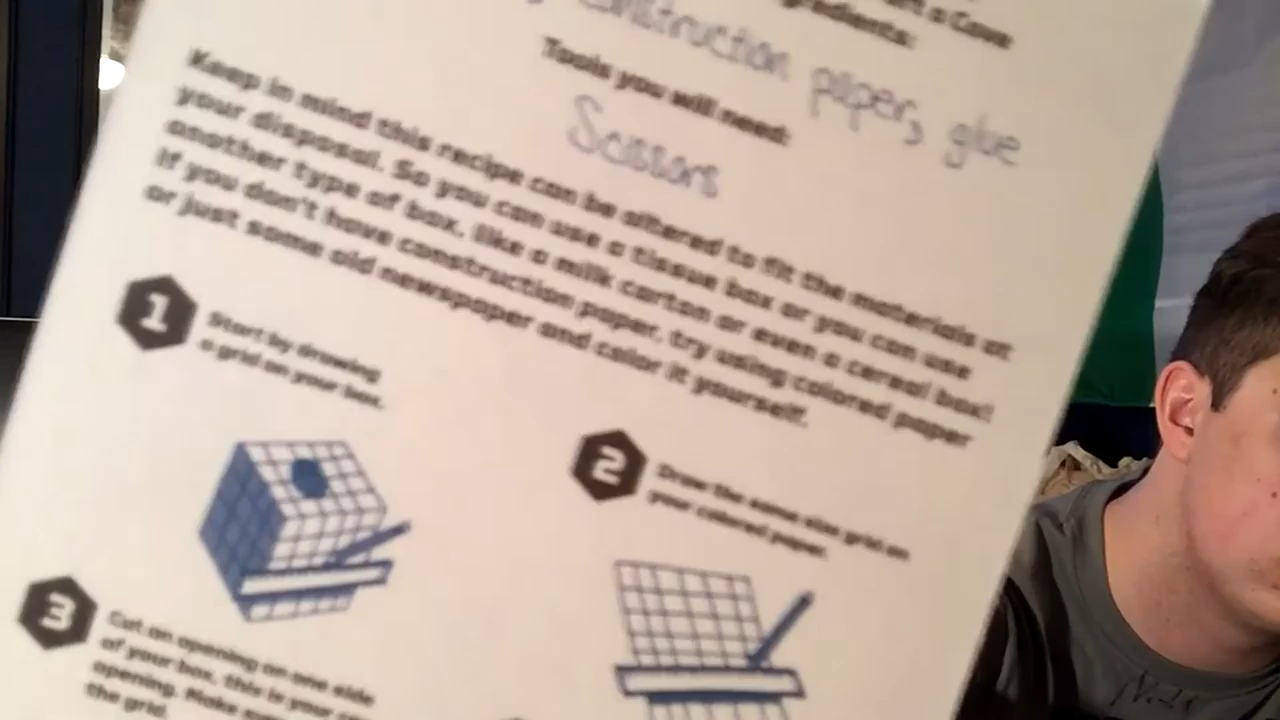 a Cave
construction paper, glue
Tools you will need:
Scissors
Keep in mind this recipe can be altered to fit the materials at
your disposal. So you can use a tissue box or you can use
another type of box, like a milk carton or even a cereal box!
If you don't have construction paper, try using colored paper
or just some old newspaper and color it yourself.
1
Start by drawing
a grid on your box.
2
Draw the same size grid on
your colored paper.
3
Cut an opening on one side
of your box, this is your
opening. Make
the grid.